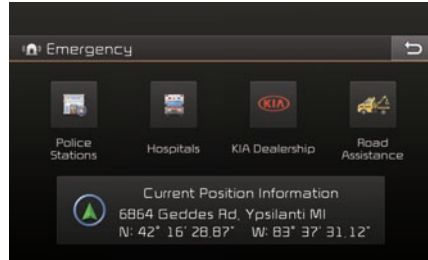 Emergency
KIA
Police
Stations
Hospitals
KIA Dealership
Road
Assistance
Current Position Information
6864 Geddes Rd, Ypsilanti MI
N: 42° 16' 28.87" W: 83° 37' 31.12"